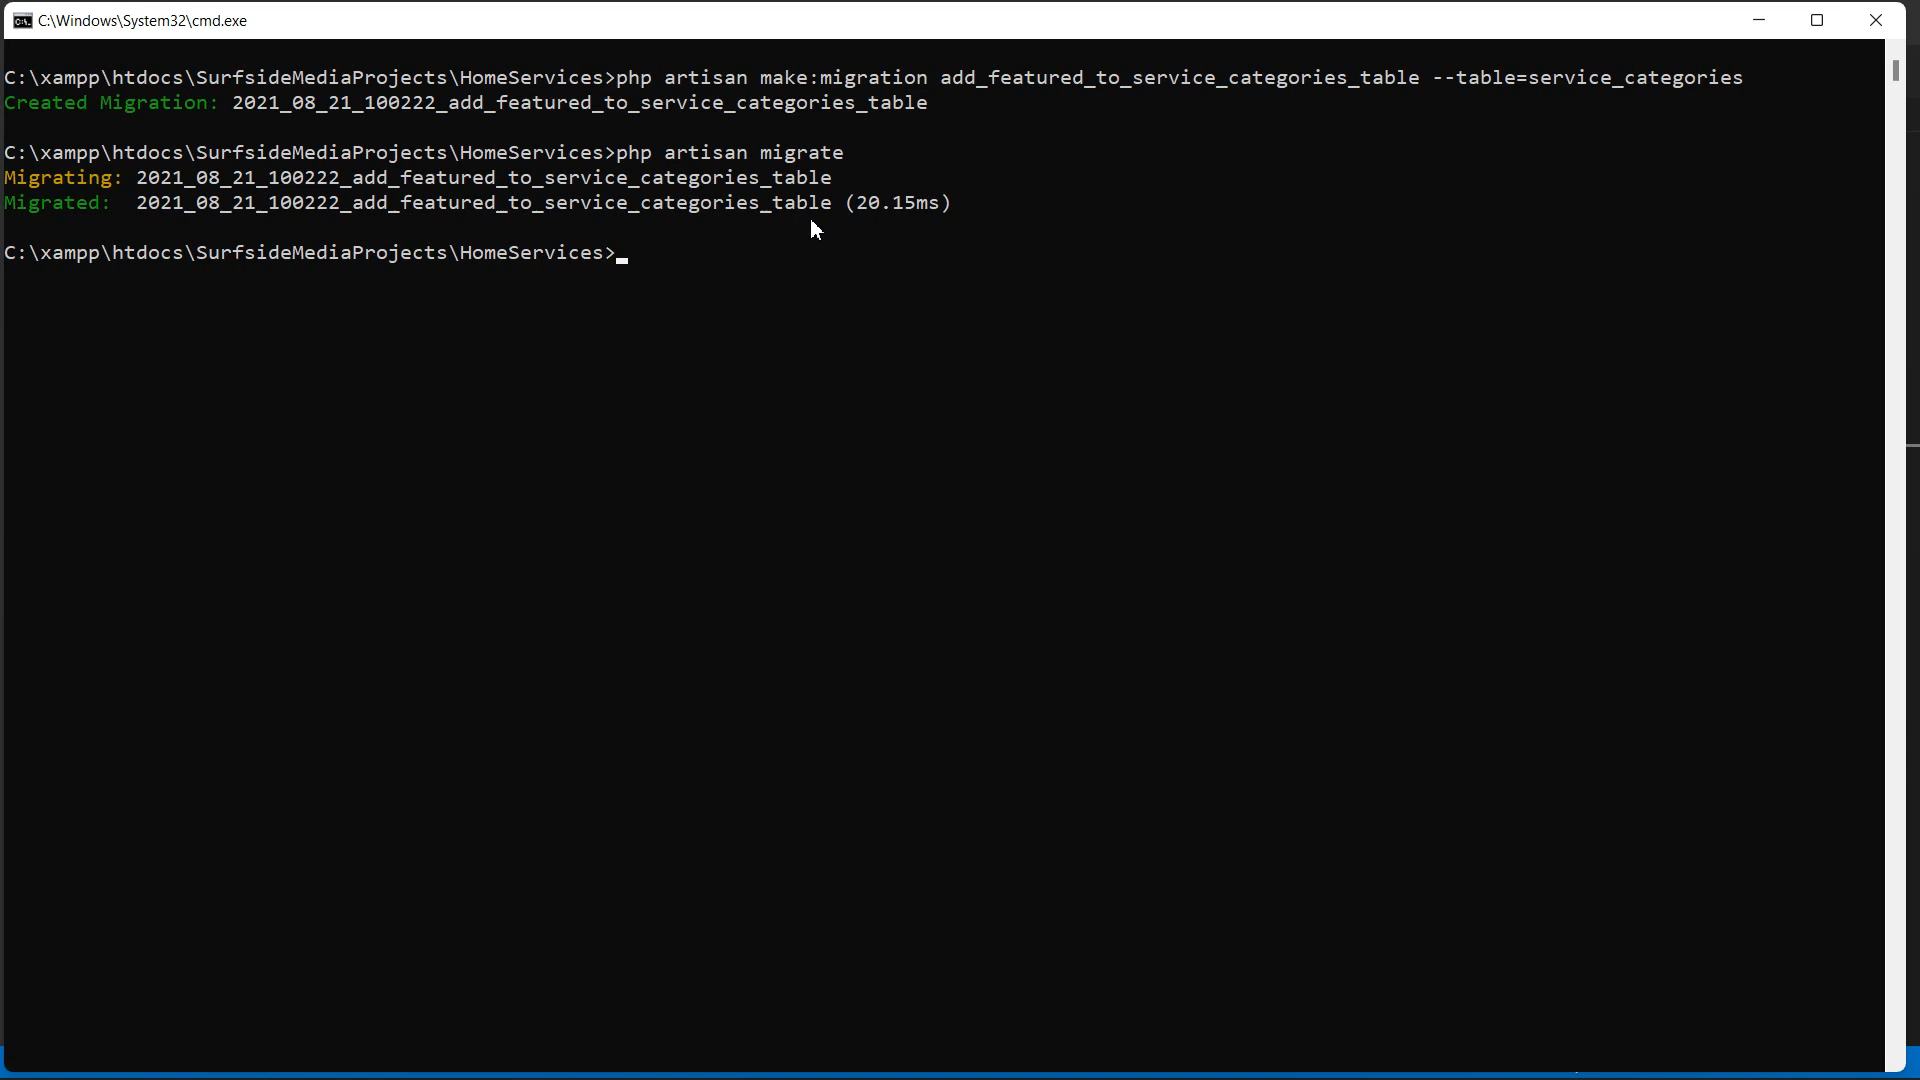 C:\Windows\System32\cmd.exe
C:\xampp\htdocs\SurfsideMediaProjects\HomeServices>php artisan make:migration add_featured_to_service_categories_table --table=service_categories
Created Migration: 2021_08_21_100222_add_featured_to_service_categories_table
C:\xampp\htdocs\SurfsideMediaProjects\HomeServices>php artisan migrate
Migrating: 2021_08_21_100222_add_featured_to_service_categories_table
Migrated:  2021_08_21_100222_add_featured_to_service_categories_table (20.15ms)
C:\xampp\htdocs\SurfsideMediaProjects\HomeServices>